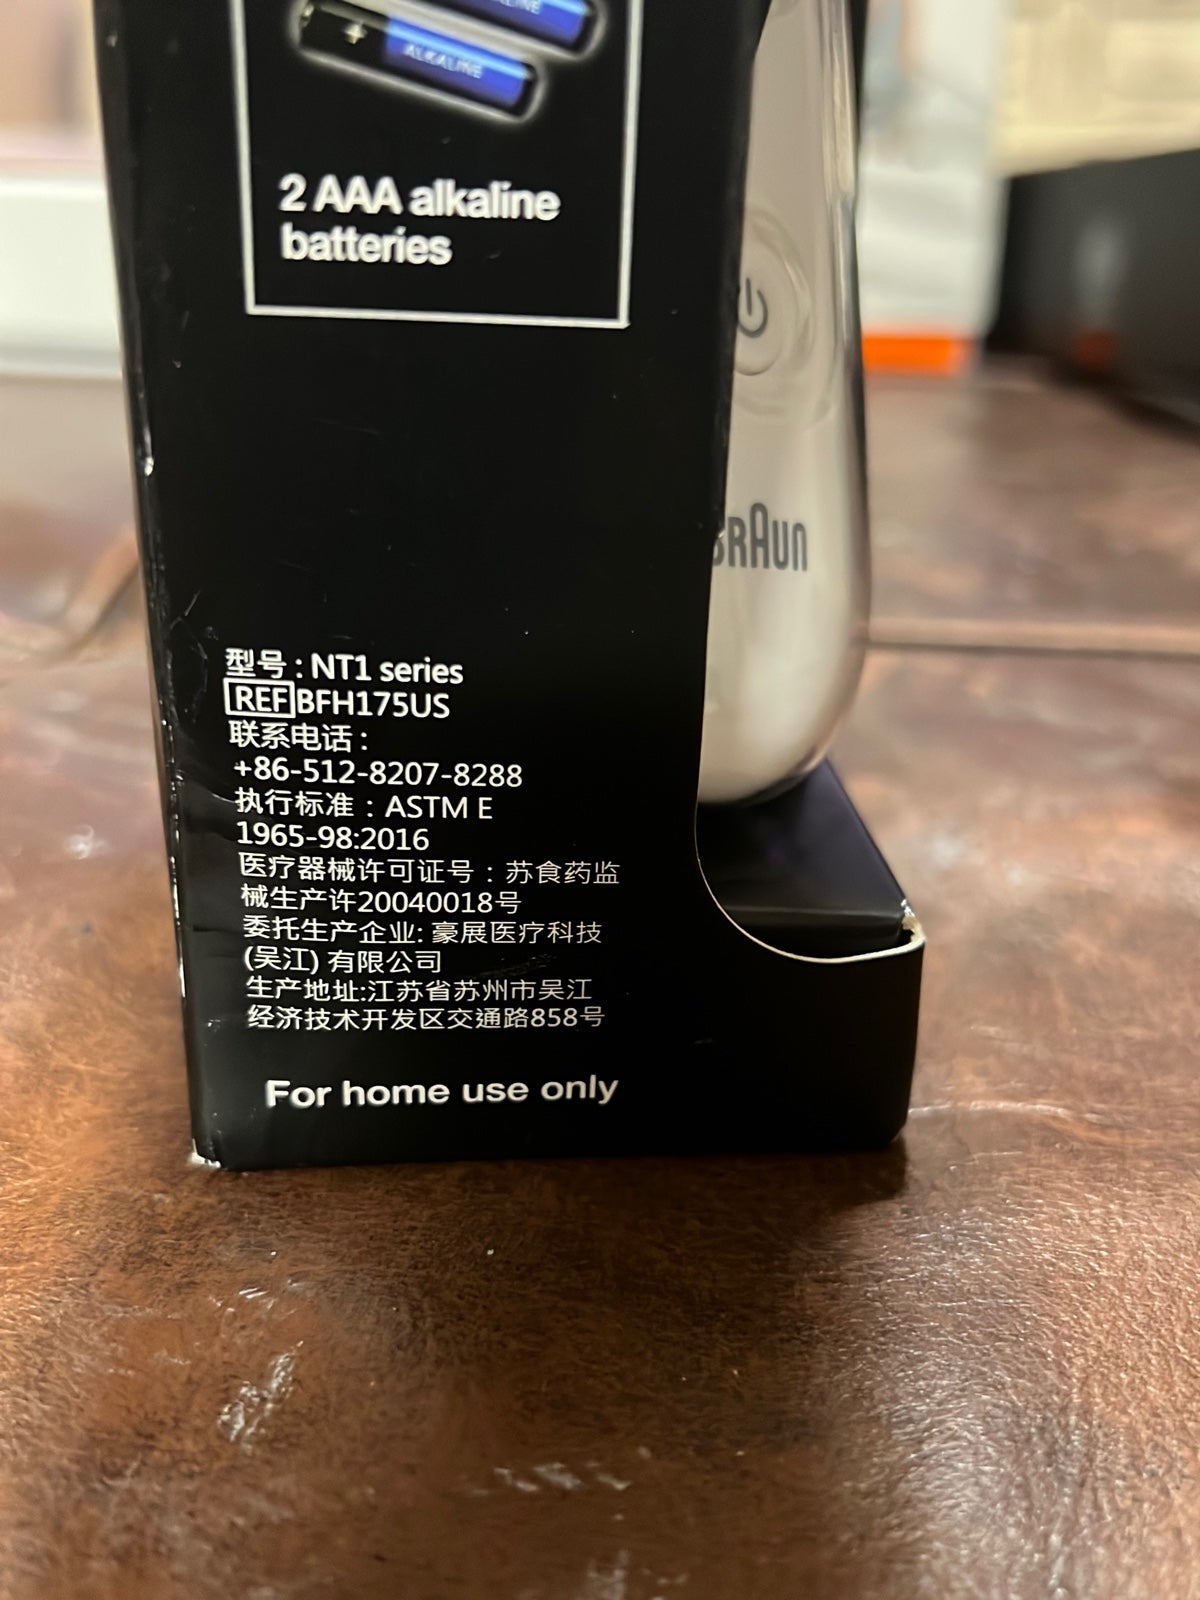 ALKALINE
ALKALINE
2 AAA alkaline
batteries
BRAUN
型号 : NT1 series
REF BFH175US
联系电话 :
+86-512-8207-8288
执行标准 : ASTM E
1965-98:2016
医疗器械许可证号 : 苏食药监
械生产许20040018号
委托生产企业: 豪展医疗科技
(吴江) 有限公司
生产地址:江苏省苏州市吴江
经济技术开发区交通路858号
For home use only